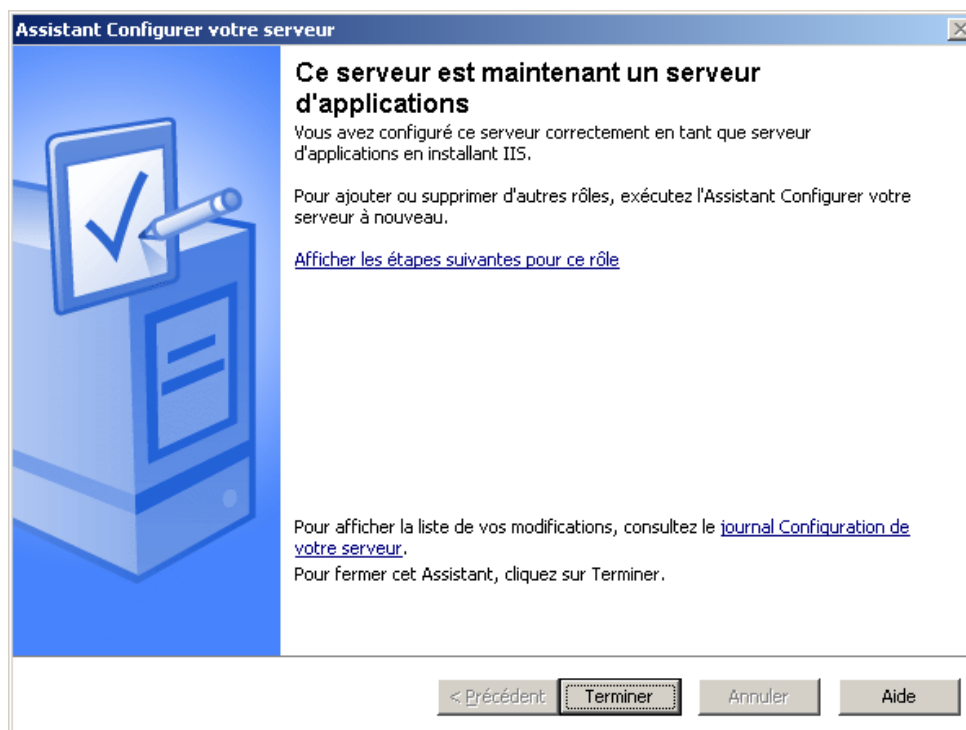 Assistant Configurer votre serveur
Ce serveur est maintenant un serveur
d'applications
Vous avez configuré ce serveur correctement en tant que serveur
d'applications en installant IIS.
Pour ajouter ou supprimer d'autres rôles, exécutez l'Assistant Configurer votre
serveur à nouveau.
Afficher les étapes suivantes pour ce rôle
Pour afficher la liste de vos modifications, consultez le journal Configuration de
votre serveur.
Pour fermer cet Assistant, cliquez sur Terminer.
< Précédent Terminer Annuler Aide